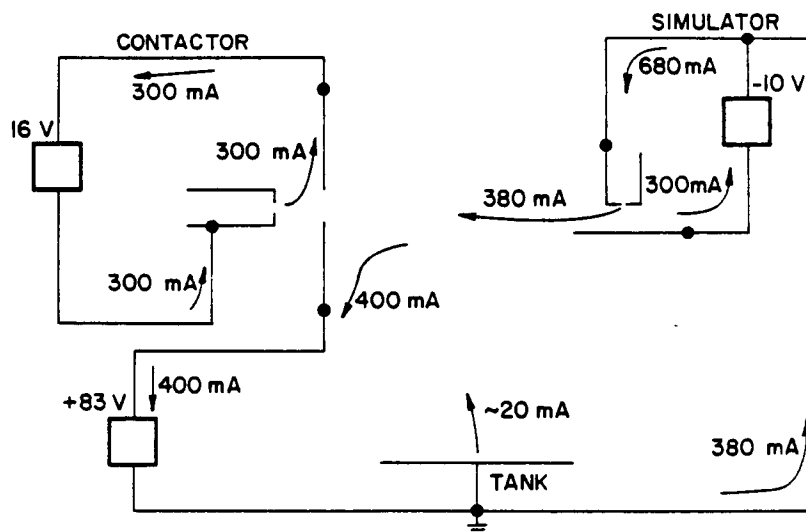 SIMULATOR
CONTACTOR
300 mA
680 mA
-10 V
16 V
300 mA
380 mA
300mA
300 mA
400 mA
+83 V
400 mA
~20 mA
380 mA
TANK